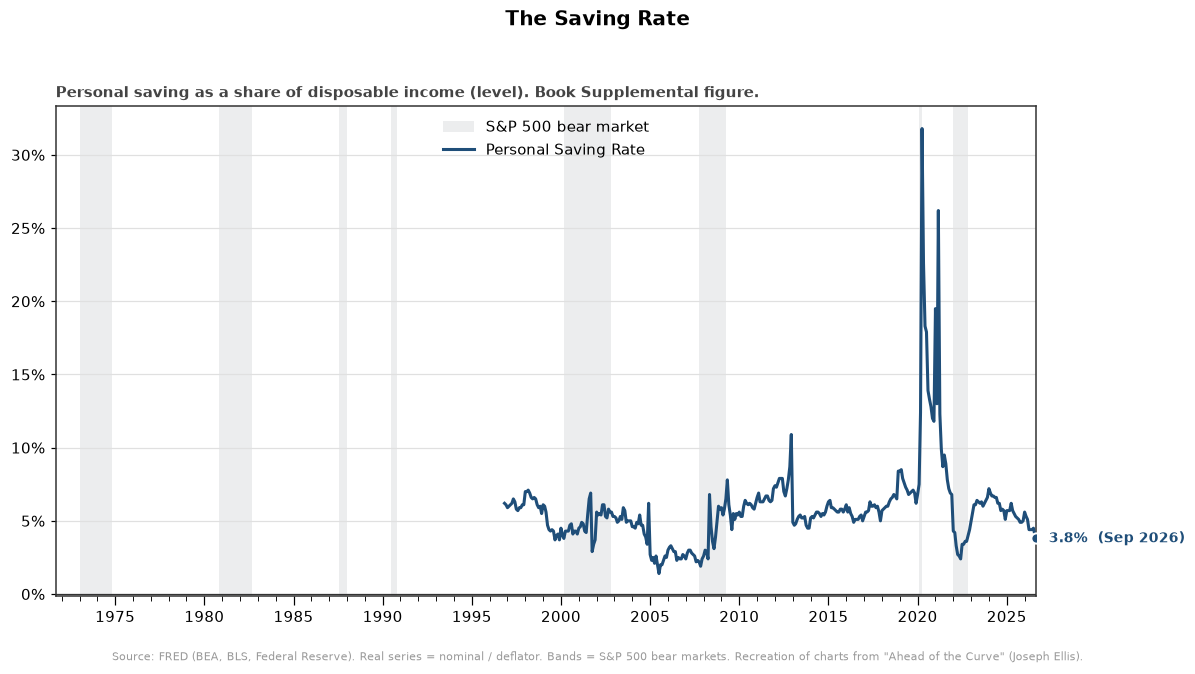 The Saving Rate
Personal saving as a share of disposable income (level). Book Supplemental figure.
S&P 500 bear market
Personal Saving Rate
30%
25%
20%
15%
10%
5%
0%
3.8% (Sep 2026)
1975 1980 1985 1990 1995 2000 2005 2010 2015 2020 2025
Source: FRED (BEA, BLS, Federal Reserve). Real series = nominal / deflator. Bands = S&P 500 bear markets. Recreation of charts from "Ahead of the Curve" (Joseph Ellis).